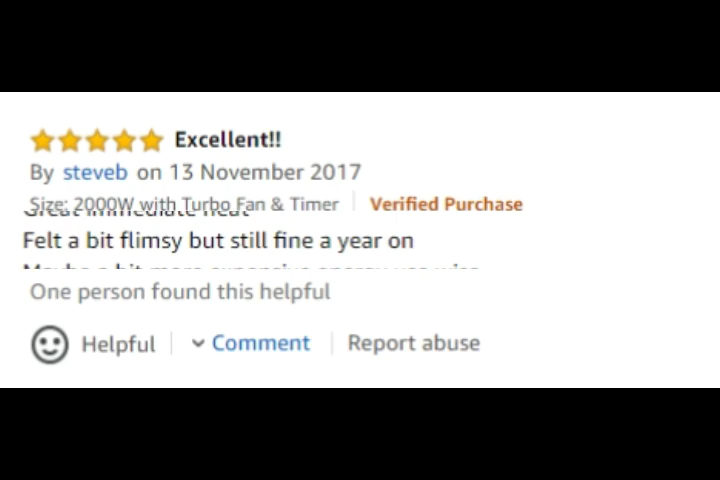 Excellent!!
By steveb on 13 November 2017
Size: 2000W with Turbo Fan & Timer Verified Purchase
Felt a bit flimsy but still fine a year on
One person found this helpful
Helpful Comment Report abuse